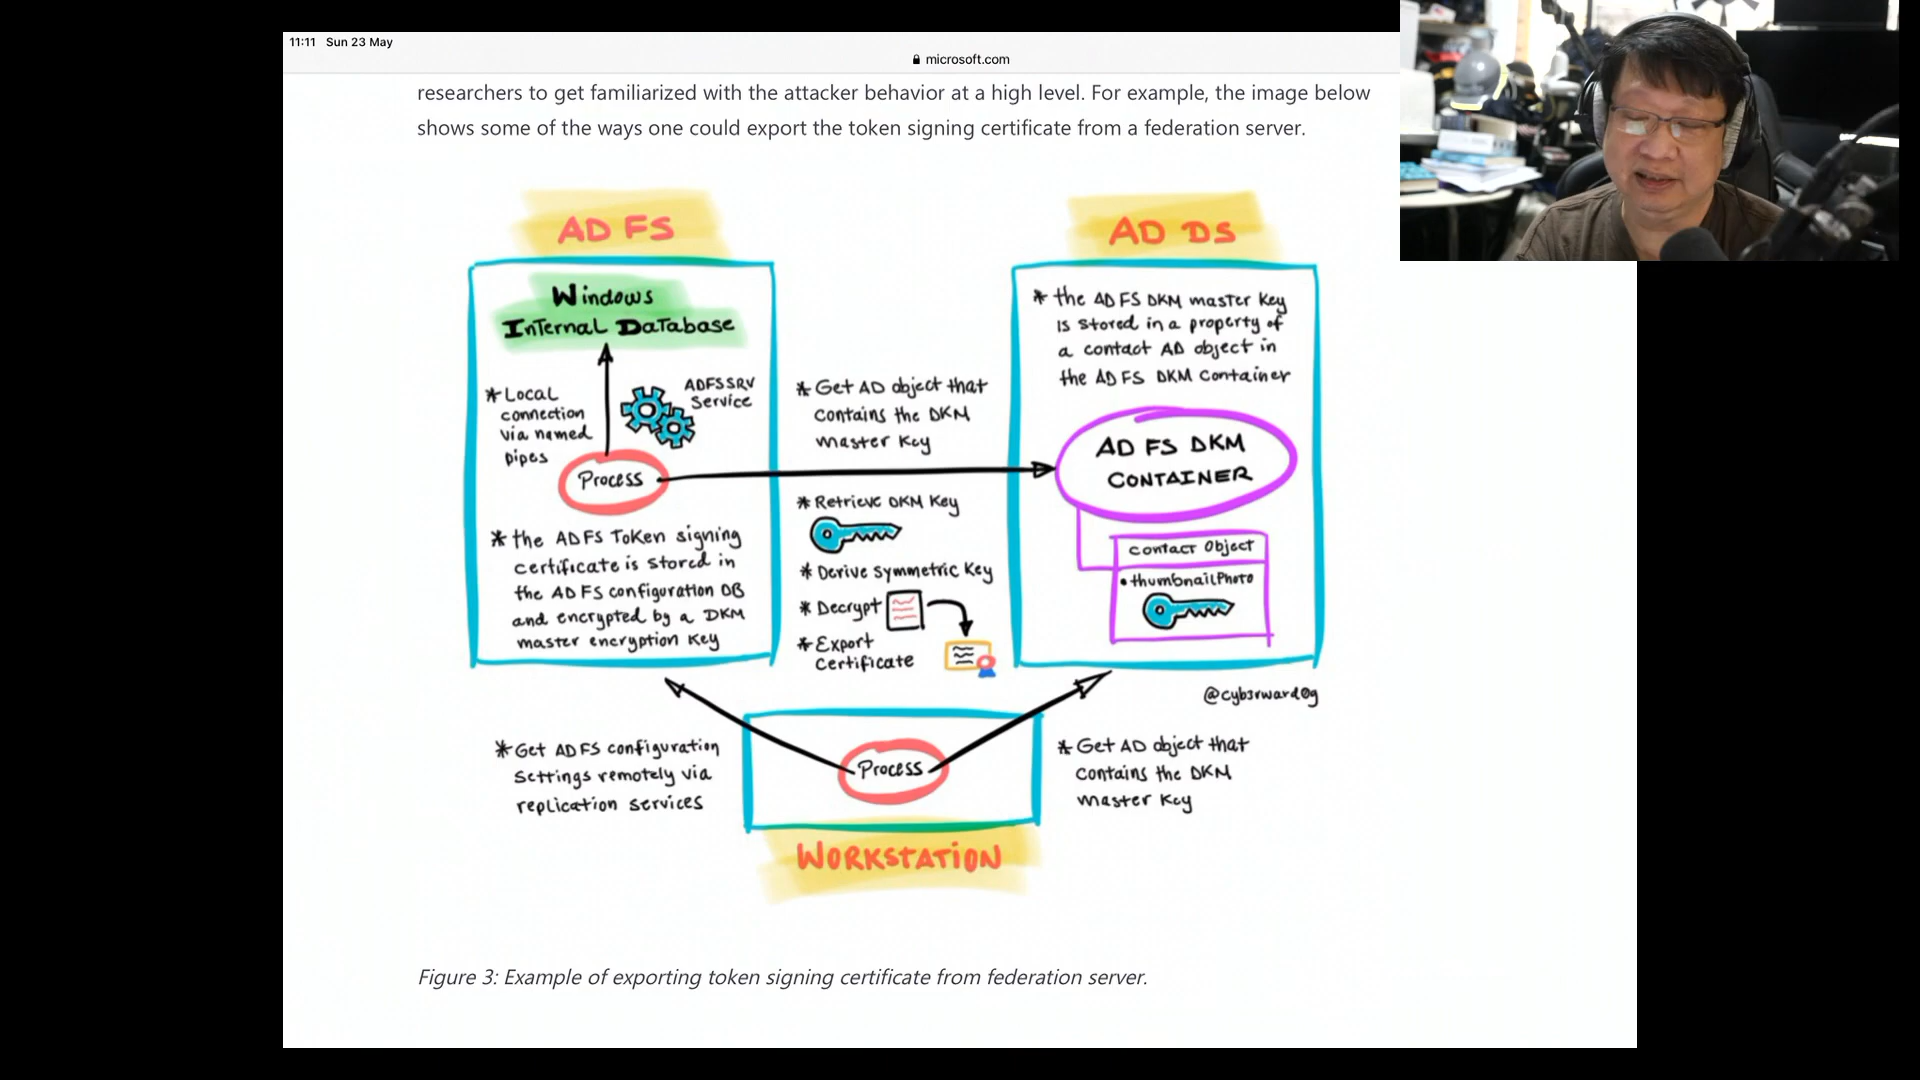 11:11 Sun 23 May
microsoft.com
researchers to get familiarized with the attacker behavior at a high level. For example, the image below
shows some of the ways one could export the token signing certificate from a federation server.
AD FS
Windows
Internal Database
* Local
connection
via named
pipes
ADFSSRV
Service
Process
* the ADFS Token signing
certificate is stored in
the ADFS configuration DB
and encrypted by a DKM
master encryption key
* Get AD object that
contains the DKM
master key
* Retrieve DKM Key
* Derive Symmetric Key
* Decrypt
* Export
Certificate
AD DS
* the AD FS DKM master key
is stored in a property of
a contact AD object in
the AD FS DKM Container
AD FS DKM
CONTAINER
contact Object
• thumbnailPhoto
@cyb3rward0g
* Get ADFS configuration
settings remotely via
replication services
Process
* Get AD object that
contains the DKM
master key
WORKSTATION
Figure 3: Example of exporting token signing certificate from federation server.